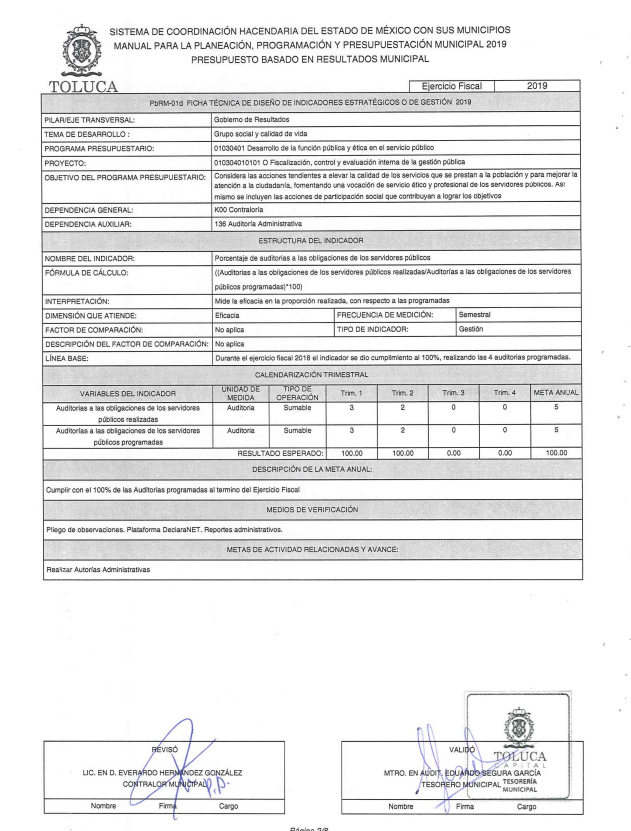 SISTEMA DE COORDINACIÓN HACENDARIA DEL ESTADO DE MÉXICO CON SUS MUNICIPIOS
MANUAL PARA LA PLANEACIÓN, PROGRAMACIÓN Y PRESUPUESTACIÓN MUNICIPAL 2019
PRESUPUESTO BASADO EN RESULTADOS MUNICIPAL
TOLUCA
Ejercicio Fiscal 2019
PbRM-01d FICHA TÉCNICA DE DISEÑO DE INDICADORES ESTRATÉGICOS O DE GESTIÓN 2019
PILAR/EJE TRANSVERSAL: Gobierno de Resultados
TEMA DE DESARROLLO : Grupo social y calidad de vida
PROGRAMA PRESUPUESTARIO: 01030401 Desarrollo de la función pública y ética en el servicio público
PROYECTO: 010304010101 O Fiscalización, control y evaluación interna de la gestión pública
OBJETIVO DEL PROGRAMA PRESUPUESTARIO: Considera las acciones tendientes a elevar la calidad de los servicios que se prestan a la población y para mejorar la
atención a la ciudadanía, fomentando una vocación de servicio ético y profesional de los servidores públicos. Así
mismo se incluyen las acciones de participación social que contribuyan a lograr los objetivos
DEPENDENCIA GENERAL: K00 Contraloría
DEPENDENCIA AUXILIAR: 136 Auditoría Administrativa
ESTRUCTURA DEL INDICADOR
NOMBRE DEL INDICADOR: Porcentaje de auditorias a las obligaciones de los servidores públicos
FÓRMULA DE CÁLCULO: ((Auditorias a las obligaciones de los servidores públicos realizadas/Auditorías a las obligaciones de los servidores
públicos programadas)*100)
INTERPRETACIÓN: Mide la eficacia en la proporción realizada, con respecto a las programadas
DIMENSIÓN QUE ATIENDE: Eficacia FRECUENCIA DE MEDICIÓN: Semestral
FACTOR DE COMPARACIÓN: No aplica TIPO DE INDICADOR: Gestión
DESCRIPCIÓN DEL FACTOR DE COMPARACIÓN: No aplica
LÍNEA BASE: Durante el ejercicio fiscal 2018 el indicador se dio cumplimiento al 100%, realizando las 4 auditorias programadas.
CALENDARIZACIÓN TRIMESTRAL
VARIABLES DEL INDICADOR UNIDAD DE MEDIDA TIPO DE OPERACIÓN Trim. 1 Trim. 2 Trim. 3 Trim. 4 META ANUAL
Auditorias a las obligaciones de los servidores Auditoria Sumable 3 2 0 0 5
públicos realizadas
Auditorías a las obligaciones de los servidores Auditoria Sumable 3 2 0 0 5
públicos programadas
RESULTADO ESPERADO: 100.00 100.00 0.00 0.00 100.00
DESCRIPCIÓN DE LA META ANUAL:
Cumplir con el 100% de las Auditorias programadas al termino del Ejercicio Fiscal
MEDIOS DE VERIFICACIÓN
Pliego de observaciones. Plataforma DeclaraNET. Reportes administrativos.
METAS DE ACTIVIDAD RELACIONADAS Y AVANCE:
Realizar Autorías Administrativas
REVISÓ
LIC. EN D. EVERARDO HERNÁNDEZ GONZÁLEZ
CONTRALOR MUNICIPAL
P.D.
Nombre Firma Cargo
VALIDÓ
TOLUCA
CAPITAL
TESORERÍA
MUNICIPAL
MTRO. EN AUDIT. EDUARDO SEGURA GARCÍA
TESORERO MUNICIPAL
Nombre Firma Cargo
Página 2/8